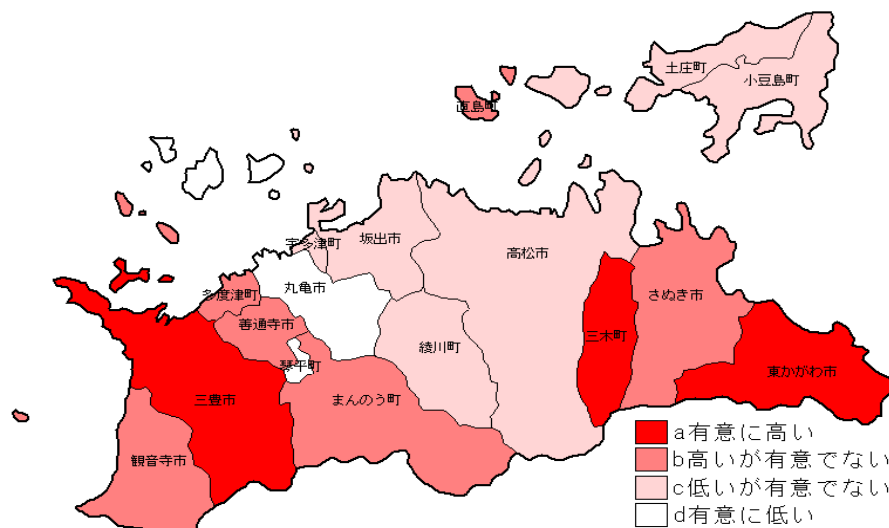 土庄町
小豆島町
直島町
宇多津町
坂出市
高松市
丸亀市
多度津町
さぬき市
善通寺市
三木町
綾川町
琴平町
東かがわ市
三豊市
まんのう町
観音寺市
a有意に高い
b高いが有意でない
c低いが有意でない
d有意に低い